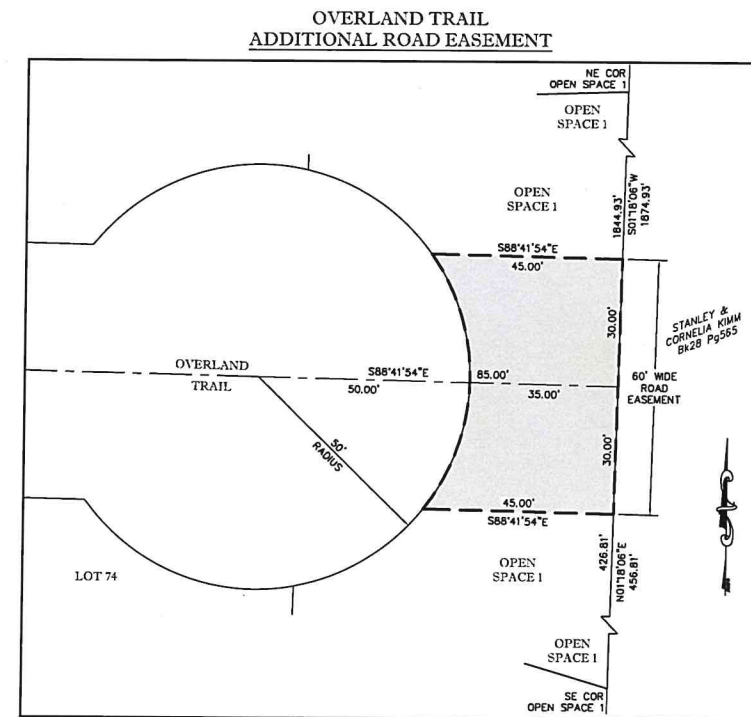 OVERLAND TRAIL
ADDITIONAL ROAD EASEMENT
NE COR
OPEN SPACE 1
OPEN
SPACE 1
OPEN
SPACE 1
1844.93'
S01°18'06"W
1874.93'
S88°41'54"E
45.00'
STANLEY &
CORNELIA KIMM
Bk28 Pg565
30.00'
60' WIDE
ROAD
EASEMENT
OVERLAND
TRAIL
S88°41'54"E
50.00'
85.00'
35.00'
50'
RADIUS
30.00'
45.00'
S88°41'54"E
LOT 74
OPEN
SPACE 1
426.81'
N01°18'06"E
456.81'
OPEN
SPACE 1
SE COR
OPEN SPACE 1